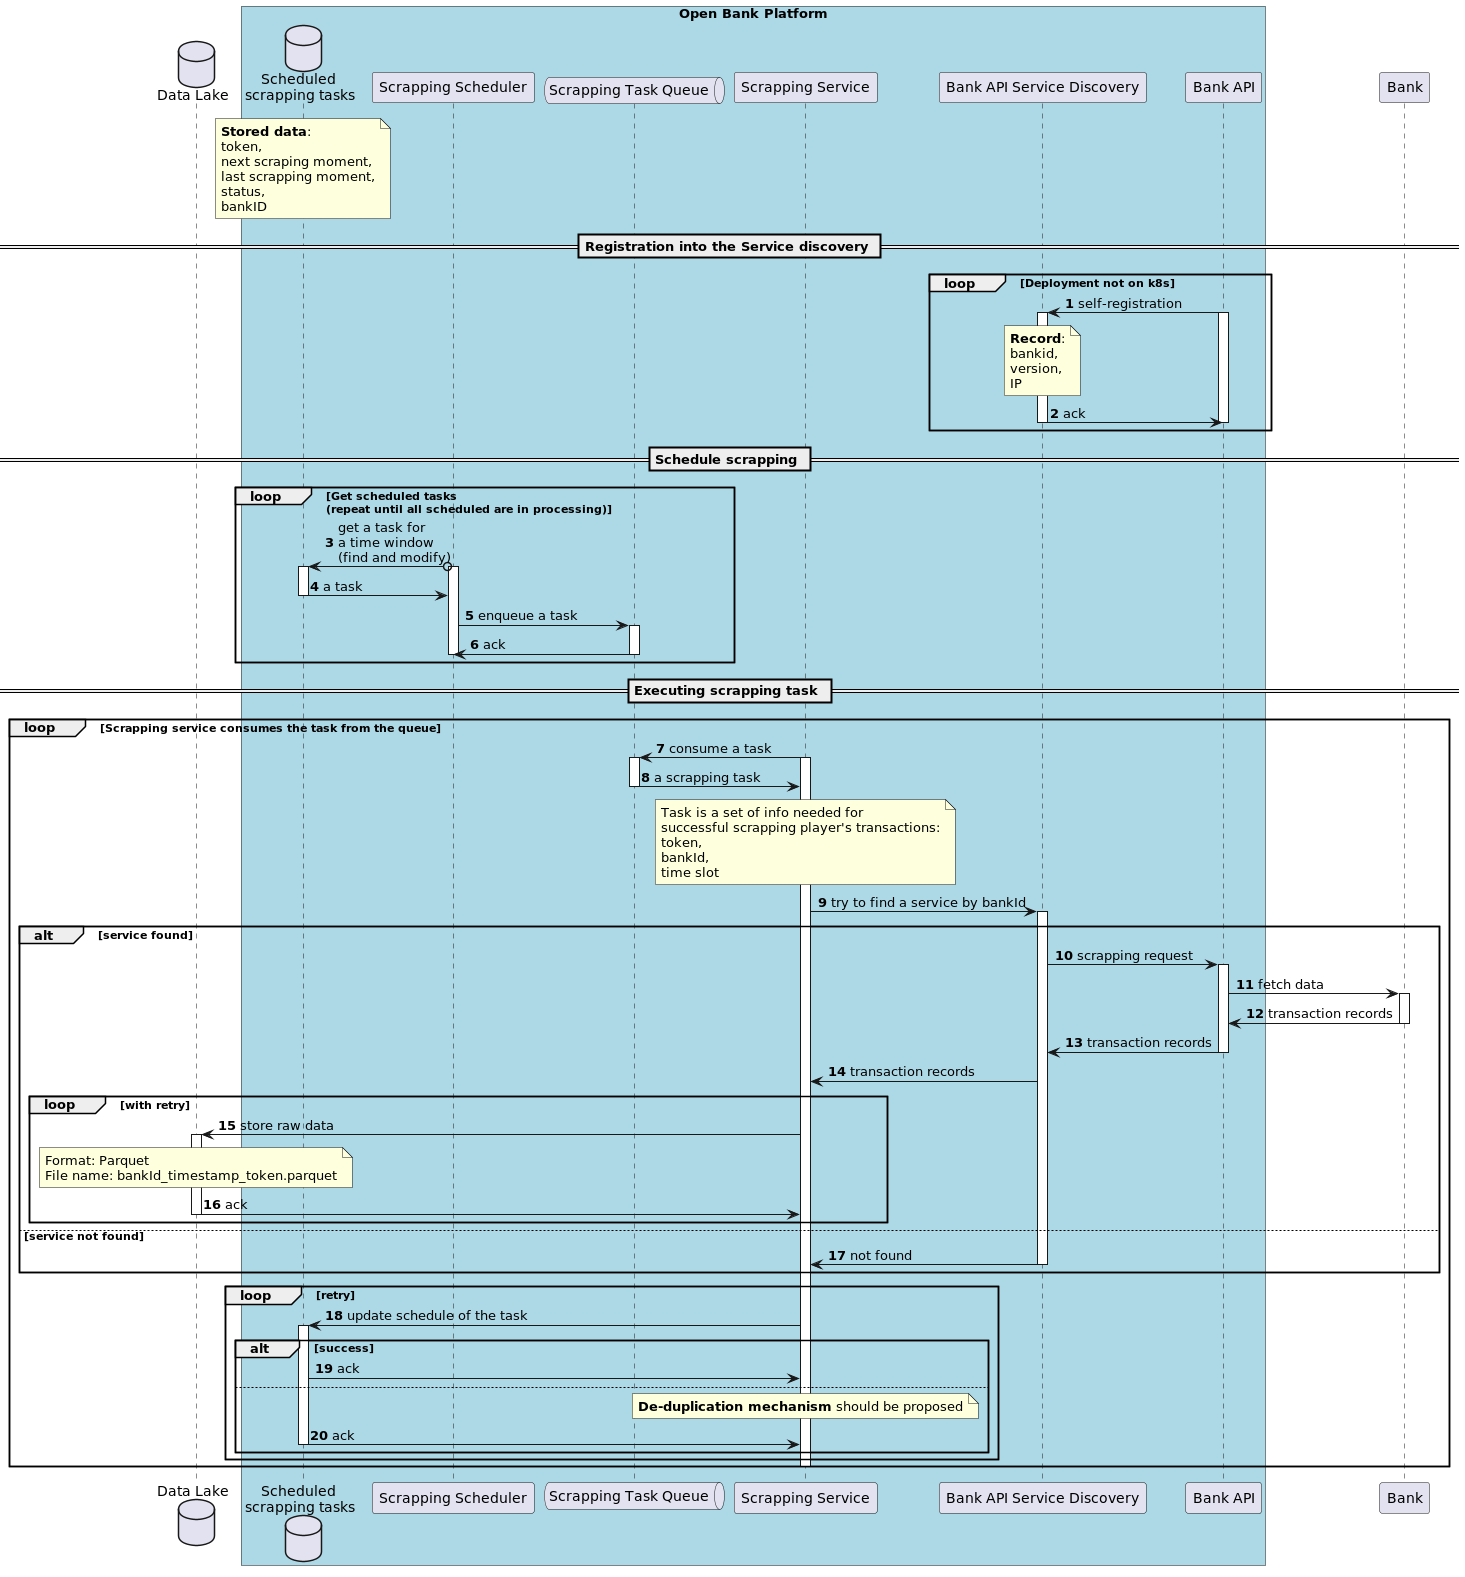 Open Bank Platform
Data Lake
Scheduled
scrapping tasks
Scrapping Scheduler
Scrapping Task Queue
Scrapping Service
Bank API Service Discovery
Bank API
Bank
Stored data:
token,
next scraping moment,
last scrapping moment,
status,
bankID
Registration into the Service discovery
loop [Deployment not on k8s]
1 self-registration
Record:
bankid,
version,
IP
2 ack
Schedule scrapping
loop [Get scheduled tasks
(repeat until all scheduled are in processing)]
get a task for
3 a time window
(find and modify)
4 a task
5 enqueue a task
6 ack
Executing scrapping task
loop [Scrapping service consumes the task from the queue]
7 consume a task
8 a scrapping task
Task is a set of info needed for
successful scrapping player's transactions:
token,
bankId,
time slot
9 try to find a service by bankId
alt [service found]
10 scrapping request
11 fetch data
12 transaction records
13 transaction records
14 transaction records
loop [with retry]
15 store raw data
Format: Parquet
File name: bankId_timestamp_token.parquet
16 ack
[service not found]
17 not found
loop [retry]
18 update schedule of the task
alt [success]
19 ack
De-duplication mechanism should be proposed
20 ack
Data Lake
Scheduled
scrapping tasks
Scrapping Scheduler
Scrapping Task Queue
Scrapping Service
Bank API Service Discovery
Bank API
Bank